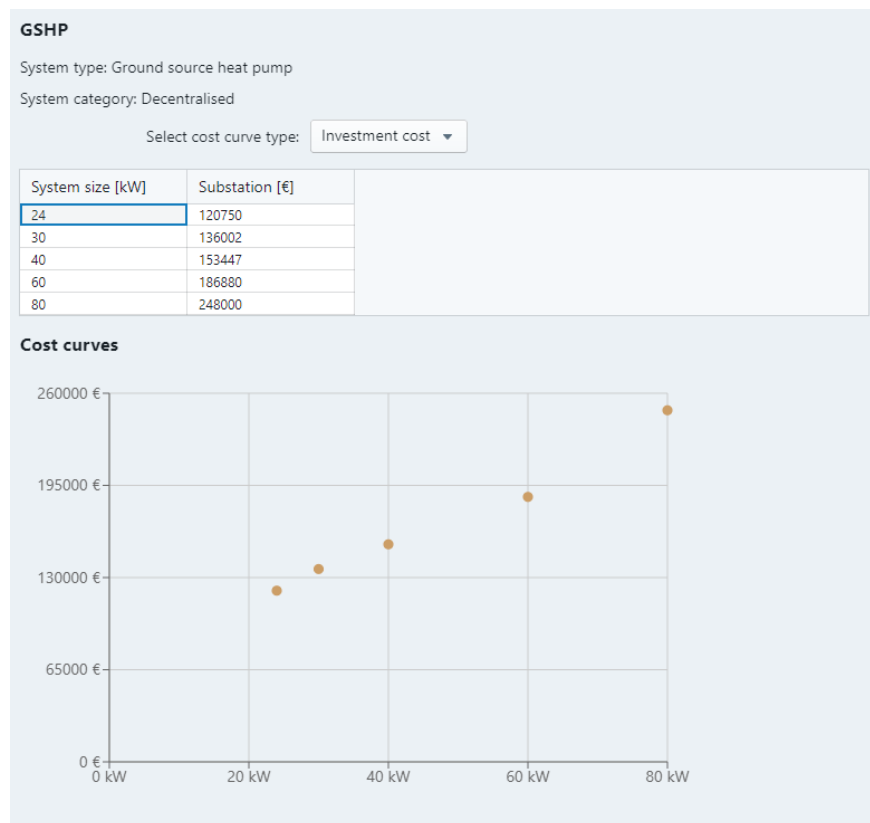 GSHP
System type: Ground source heat pump
System category: Decentralised
Select cost curve type: Investment cost
System size [kW] Substation [€]
24 120750
30 136002
40 153447
60 186880
80 248000
Cost curves
260000 €
195000 €
130000 €
65000 €
0 €
0 kW 20 kW 40 kW 60 kW 80 kW